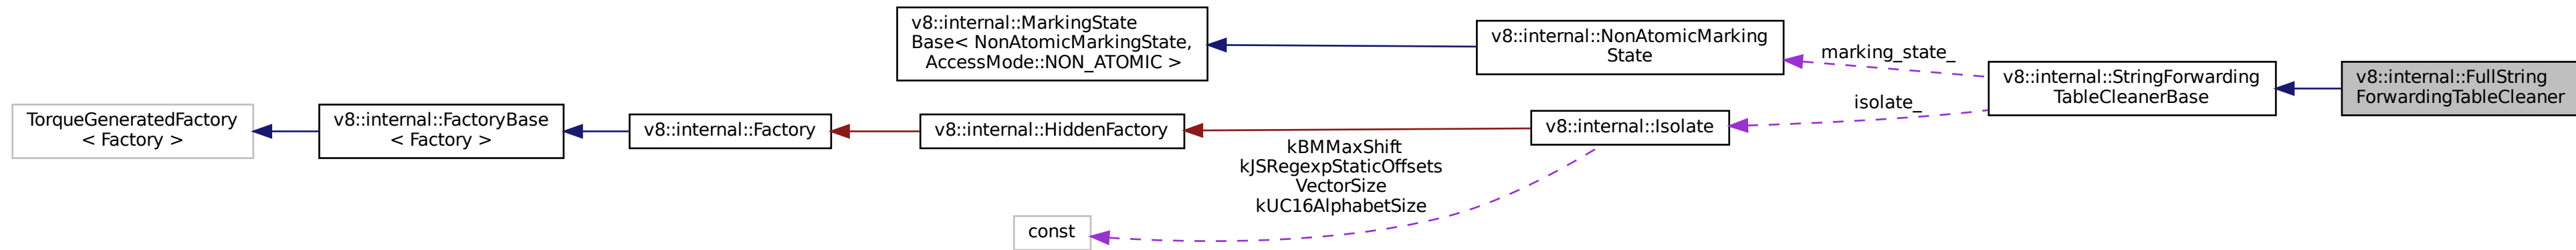 v8::internal::MarkingState
Base< NonAtomicMarkingState,
AccessMode::NON_ATOMIC >
v8::internal::NonAtomicMarking
State
marking_state_
v8::internal::StringForwarding
TableCleanerBase
v8::internal::FullString
ForwardingTableCleaner
TorqueGeneratedFactory
< Factory >
v8::internal::FactoryBase
< Factory >
v8::internal::Factory
v8::internal::HiddenFactory
v8::internal::Isolate
isolate_
kBMMaxShift
kJSRegexpStaticOffsets
VectorSize
kUC16AlphabetSize
const